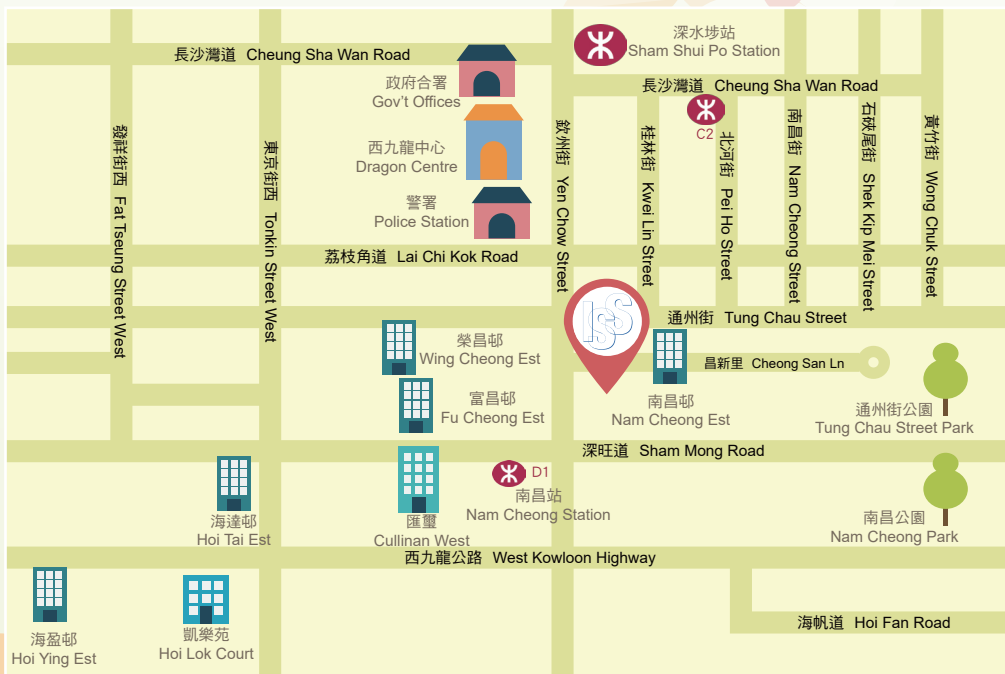 深水埗站
Sham Shui Po Station
長沙灣道 Cheung Sha Wan Road
政府合署
Gov't Offices
長沙灣道 Cheung Sha Wan Road
C2
西九龍中心
Dragon Centre
警署
Police Station
發祥街西 Fat Tseung Street West
東京街西 Tonkin Street West
欽州街 Yen Chow Street
桂林街 Kwei Lin Street
北河街 Pei Ho Street
南昌街 Nam Cheong Street
石硤尾街 Shek Kip Mei Street
黃竹街 Wong Chuk Street
荔枝角道 Lai Chi Kok Road
ISS
通州街 Tung Chau Street
榮昌邨
Wing Cheong Est
昌新里 Cheong San Ln
富昌邨
Fu Cheong Est
南昌邨
Nam Cheong Est
通州街公園
Tung Chau Street Park
深旺道 Sham Mong Road
D1
南昌站
Nam Cheong Station
海達邨
Hoi Tai Est
匯璽
Cullinan West
南昌公園
Nam Cheong Park
西九龍公路 West Kowloon Highway
海盈邨
Hoi Ying Est
凱樂苑
Hoi Lok Court
海帆道 Hoi Fan Road